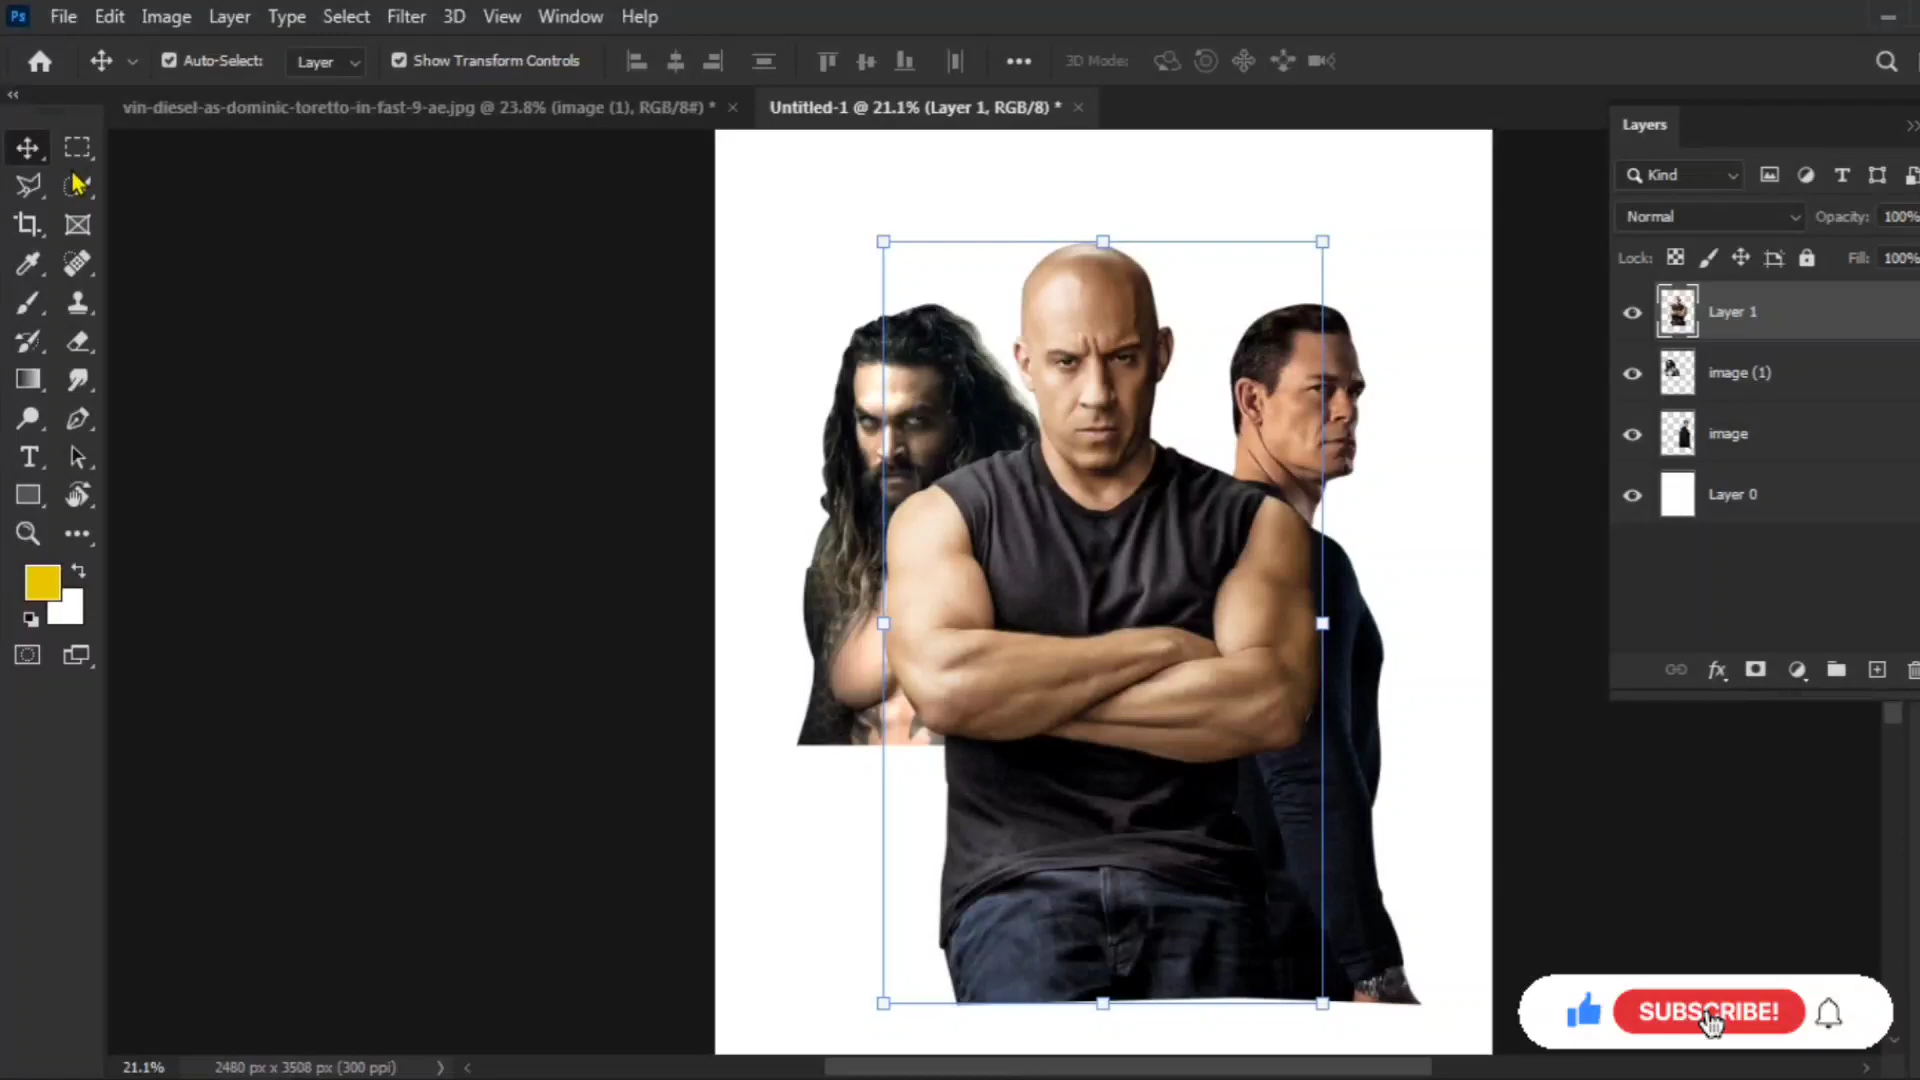 Ps File Edit Image Layer Type Select Filter 3D View Window Help
Auto-Select: Layer Show Transform Controls 3D Mode:
vin-diesel-as-dominic-toretto-in-fast-9-ae.jpg @ 23.8% (image (1), RGB/8#) * Untitled-1 @ 21.1% (Layer 1, RGB/8) *
Layers
Kind
Normal Opacity: 100%
Lock: Fill: 100%
Layer 1
image (1)
image
Layer 0
SUBSCRIBE!
21.1% 2480 px x 3508 px (300 ppi)